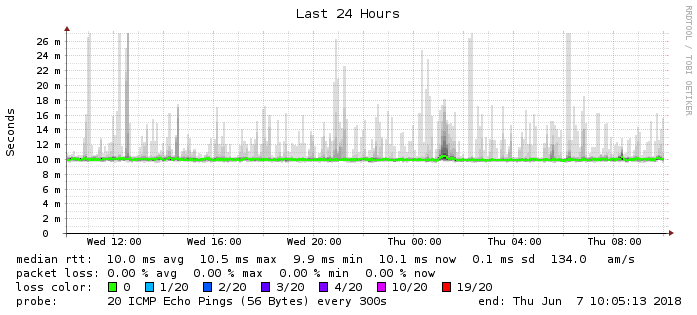 Last 24 Hours
RRDTOOL / TOBI OETIKER
Seconds
26 m
24 m
22 m
20 m
18 m
16 m
14 m
12 m
10 m
8 m
6 m
4 m
2 m
0
Wed 12:00 Wed 16:00 Wed 20:00 Thu 00:00 Thu 04:00 Thu 08:00
median rtt: 10.0 ms avg 10.5 ms max 9.9 ms min 10.1 ms now 0.1 ms sd 134.0 am/s
packet loss: 0.00 % avg 0.00 % max 0.00 % min 0.00 % now
loss color: 0 1/20 2/20 3/20 4/20 10/20 19/20
probe: 20 ICMP Echo Pings (56 Bytes) every 300s end: Thu Jun 7 10:05:13 2018